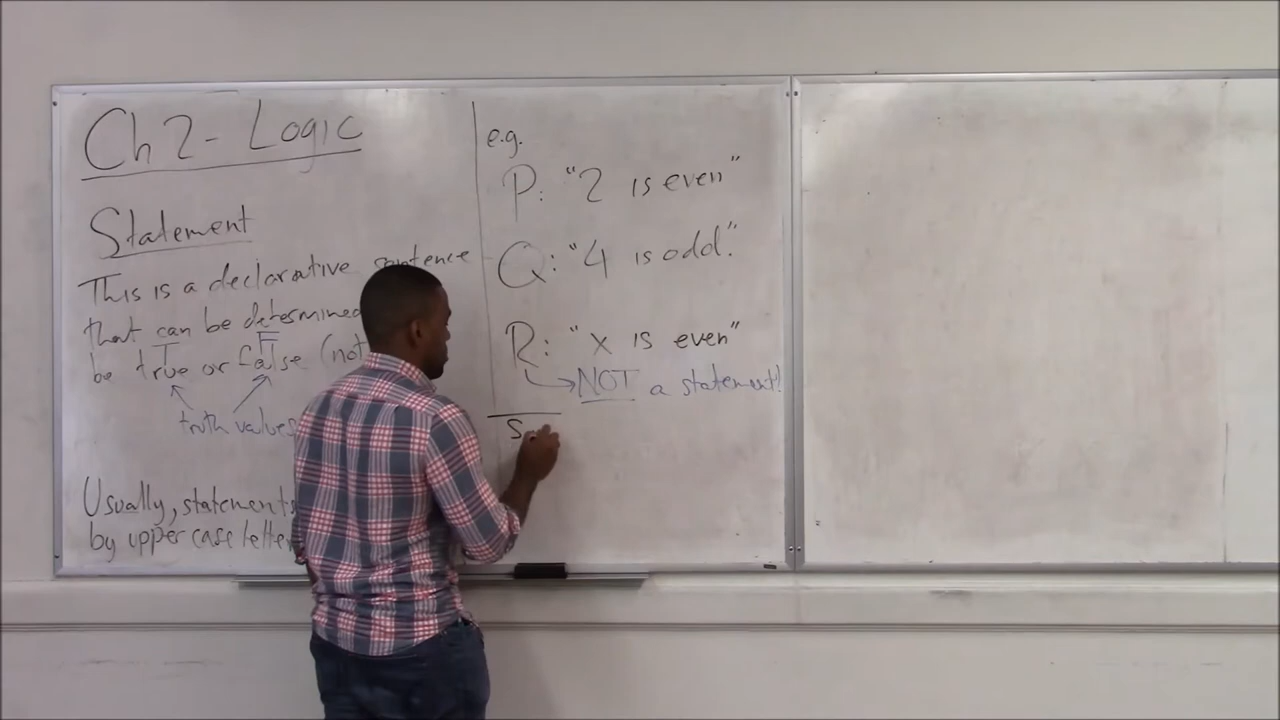 Ch 2 - Logic
Statement
This is a declarative sentence
that can be determined
be true or false (not
T F
truth values
Usually, statements
by upper case letter
e.g.
P: "2 is even"
Q: "4 is odd."
R: "x is even"
NOT a statement!
S